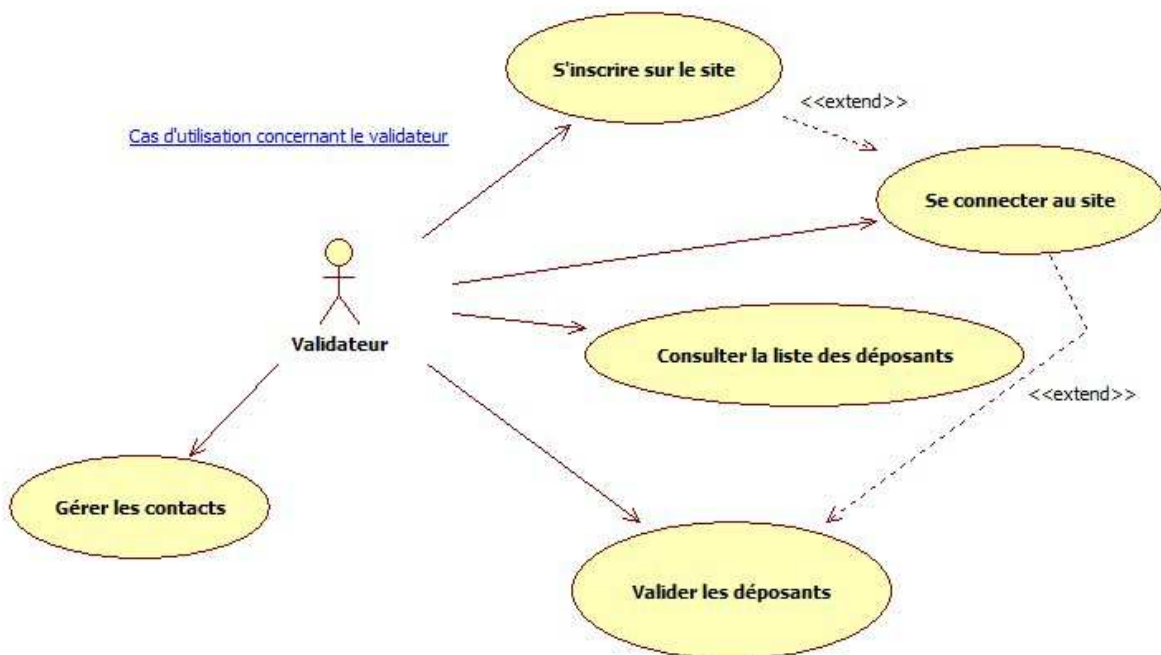 S'inscrire sur le site
<<extend>>
Cas d'utilisation concernant le validateur
Se connecter au site
Validateur
Consulter la liste des déposants
<<extend>>
Gérer les contacts
Valider les déposants